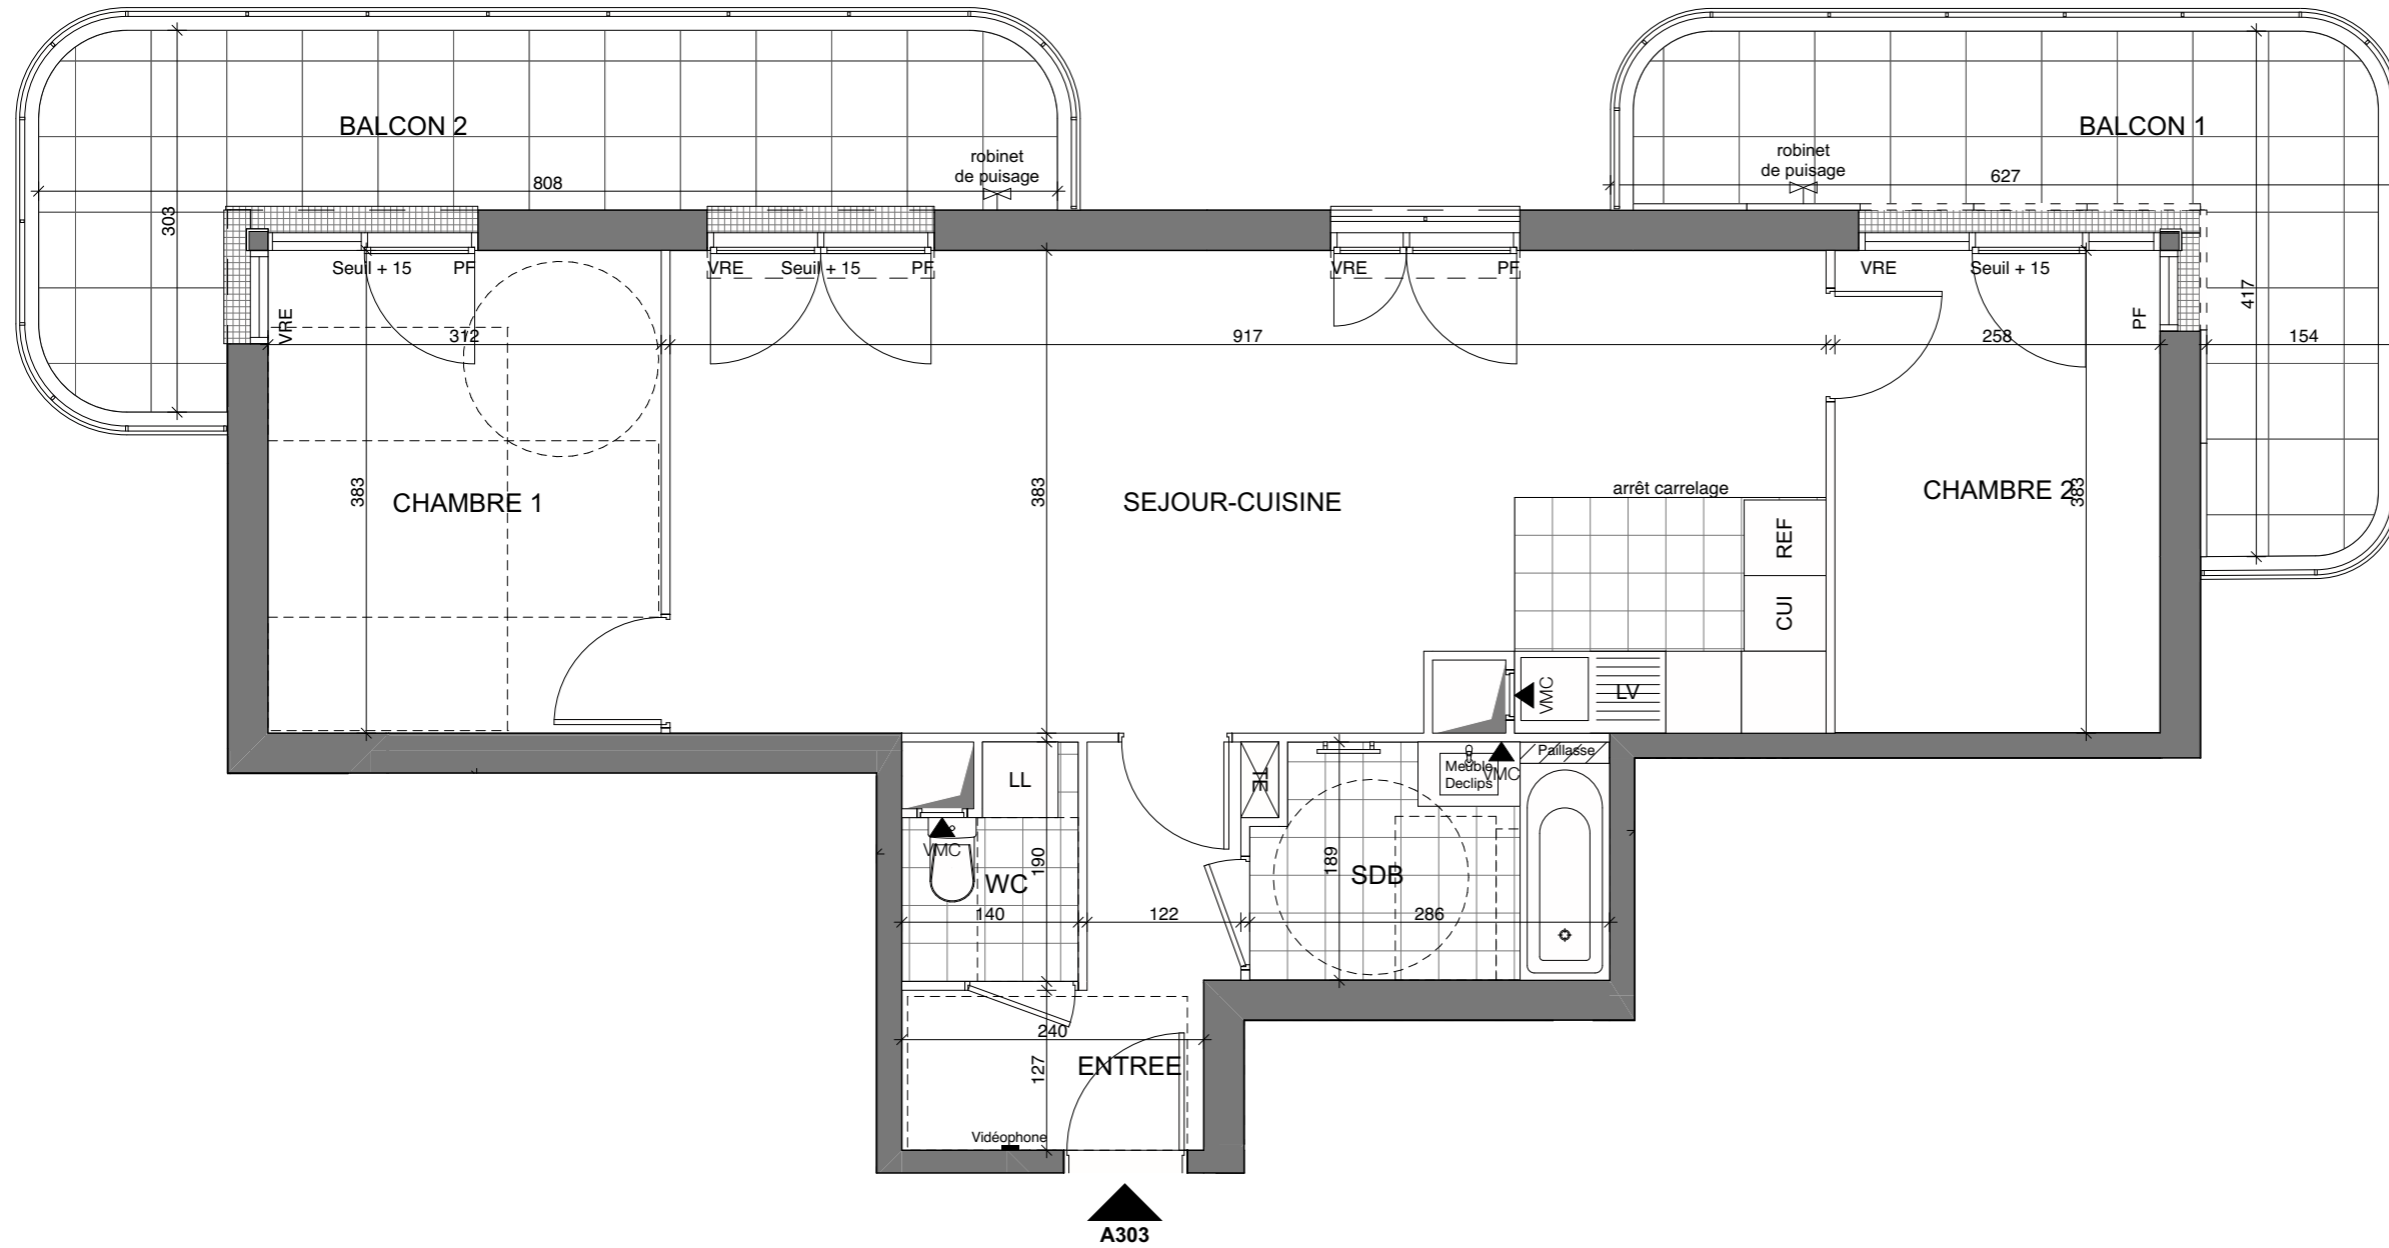 BALCON 2
BALCON 1
robinet
de puisage
robinet
de puisage
808
627
303
417
Seuil + 15
PF
VRE
Seuil + 15
PF
VRE
PF
VRE
Seuil + 15
VRE
PF
312
917
258
154
383
CHAMBRE 1
383
SEJOUR-CUISINE
arrêt carrelage
CHAMBRE 2
383
REF
CUI
VMC
LV
LL
TE
Meuble
Declips
VMC
Paillasse
VMC
190
WC
189
SDB
140
122
286
240
127
ENTREE
Vidéophone
A303